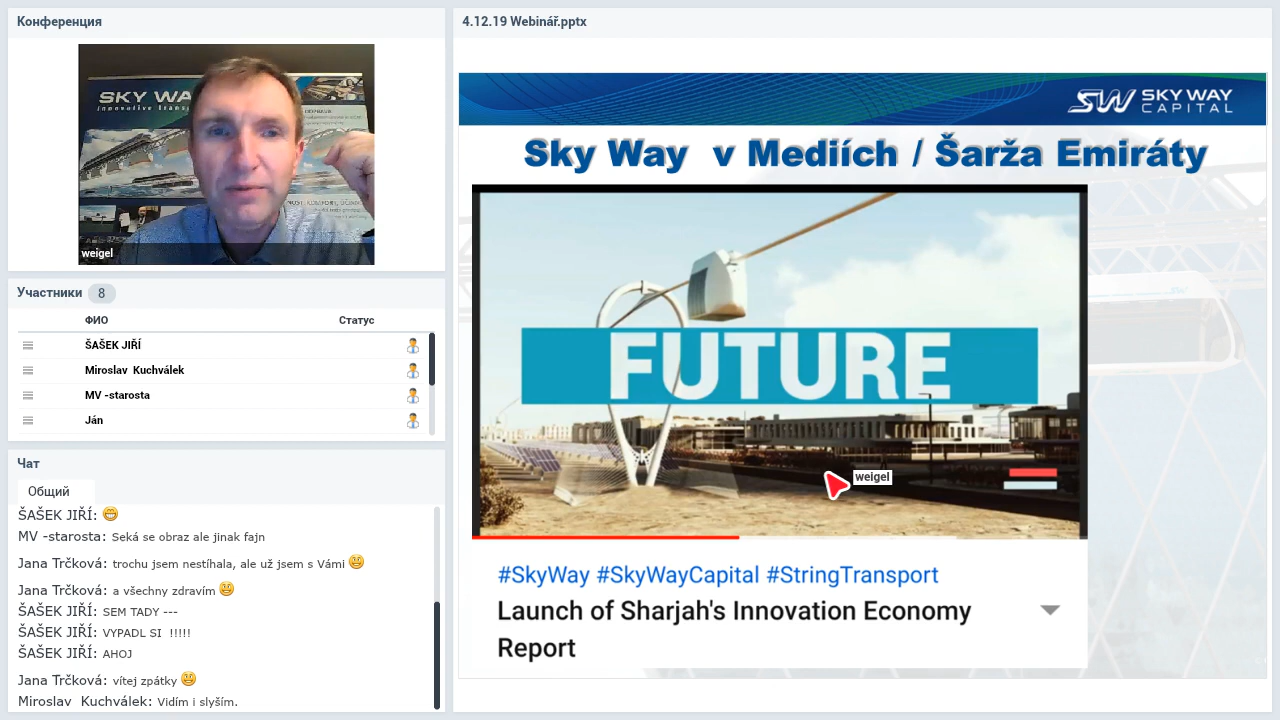 Конференция
SKY WA
weigel
Участники 8
ФИО Статус
ŠAŠEK JIŘÍ
Miroslav Kuchválek
MV -starosta
Ján
Чат
Общий
ŠAŠEK JIŘÍ:
MV -starosta: Seká se obraz ale jinak fajn
Jana Trčková: trochu jsem nestíhala, ale už jsem s Vámi
Jana Trčková: a všechny zdravím
ŠAŠEK JIŘÍ: SEM TADY ---
ŠAŠEK JIŘÍ: VYPADL SI !!!!!
ŠAŠEK JIŘÍ: AHOJ
Jana Trčková: vítej zpátky
Miroslav Kuchválek: Vidím i slyším.
4.12.19 Webinář.pptx
SW SKY WAY
CAPITAL
Sky Way v Mediích / Šarža Emiráty
FUTURE
weigel
#SkyWay #SkyWayCapital #StringTransport
Launch of Sharjah's Innovation Economy
Report